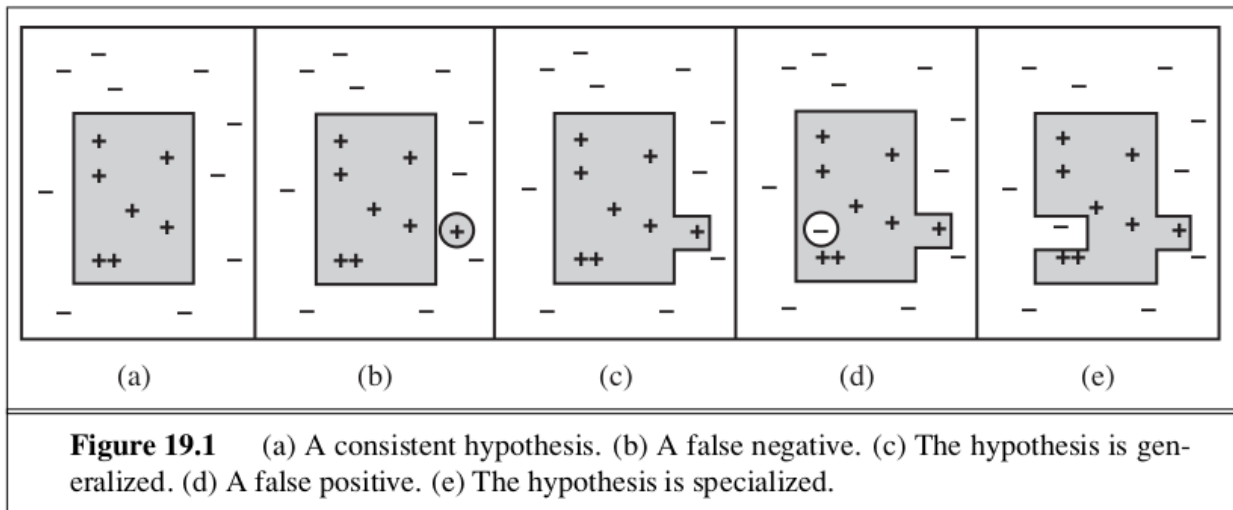 (a) (b) (c) (d) (e)
Figure 19.1 (a) A consistent hypothesis. (b) A false negative. (c) The hypothesis is gen-
eralized. (d) A false positive. (e) The hypothesis is specialized.